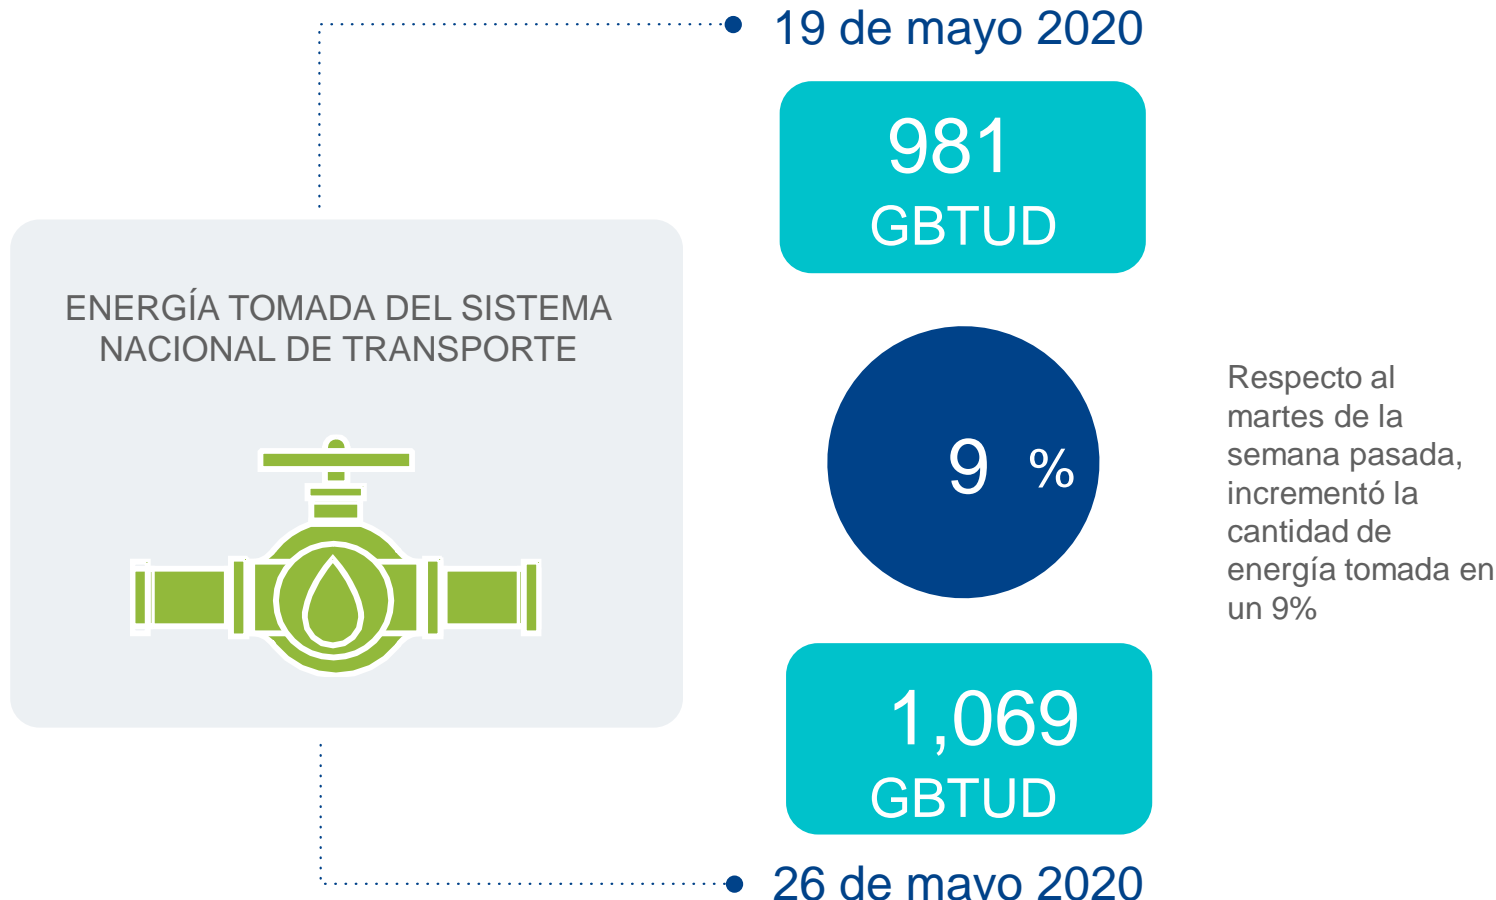 19 de mayo 2020
981
GBTUD
ENERGÍA TOMADA DEL SISTEMA
NACIONAL DE TRANSPORTE
9 %
Respecto al
martes de la
semana pasada,
incrementó la
cantidad de
energía tomada en
un 9%
1,069
GBTUD
26 de mayo 2020